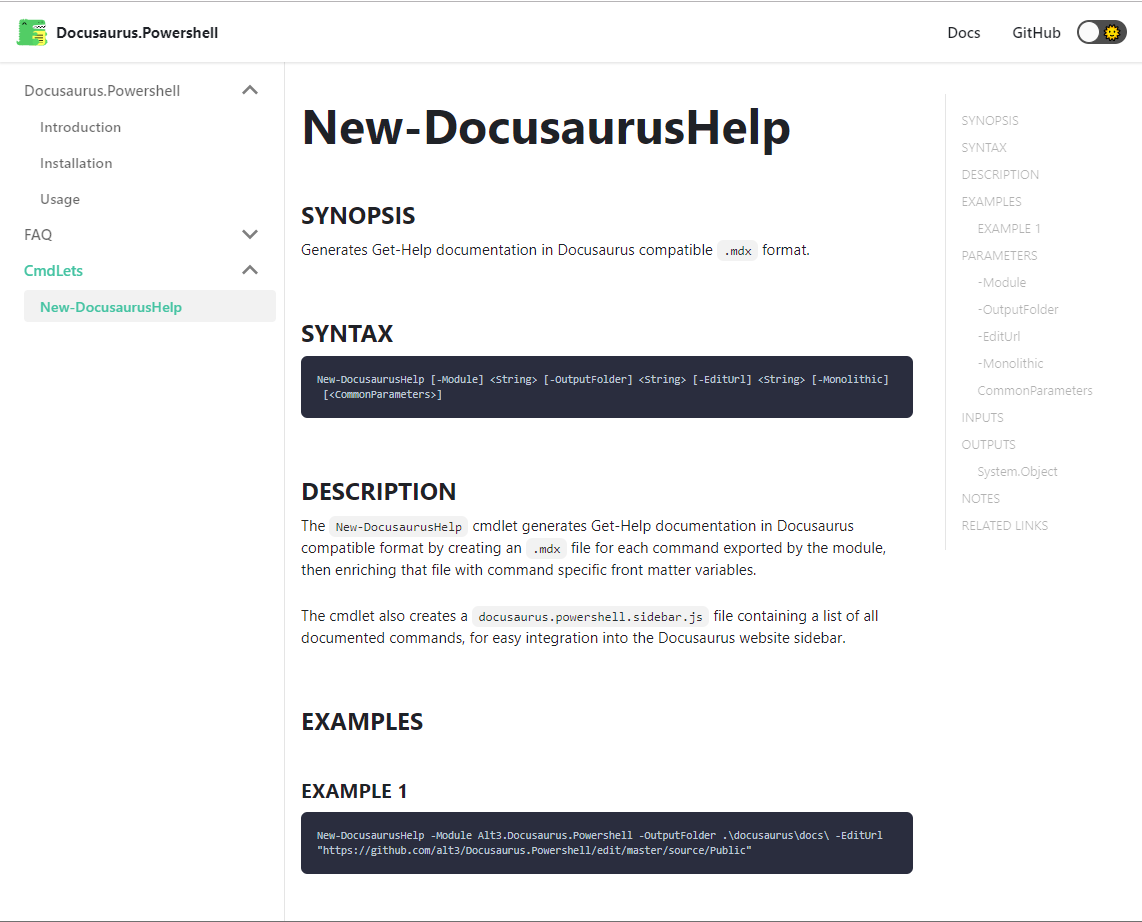 Docusaurus.Powershell
Docs
GitHub
Docusaurus.Powershell
Introduction
Installation
Usage
FAQ
CmdLets
New-DocusaurusHelp
New-DocusaurusHelp
SYNOPSIS
Generates Get-Help documentation in Docusaurus compatible .mdx format.
SYNTAX
New-DocusaurusHelp [-Module] <String> [-OutputFolder] <String> [-EditUrl] <String> [-Monolithic]
[<CommonParameters>]
DESCRIPTION
The New-DocusaurusHelp cmdlet generates Get-Help documentation in Docusaurus
compatible format by creating an .mdx file for each command exported by the module,
then enriching that file with command specific front matter variables.
The cmdlet also creates a docusaurus.powershell.sidebar.js file containing a list of all
documented commands, for easy integration into the Docusaurus website sidebar.
EXAMPLES
EXAMPLE 1
New-DocusaurusHelp -Module Alt3.Docusaurus.Powershell -OutputFolder .\docusaurus\docs\ -EditUrl
"https://github.com/alt3/Docusaurus.Powershell/edit/master/source/Public"
SYNOPSIS
SYNTAX
DESCRIPTION
EXAMPLES
EXAMPLE 1
PARAMETERS
-Module
-OutputFolder
-EditUrl
-Monolithic
CommonParameters
INPUTS
OUTPUTS
System.Object
NOTES
RELATED LINKS